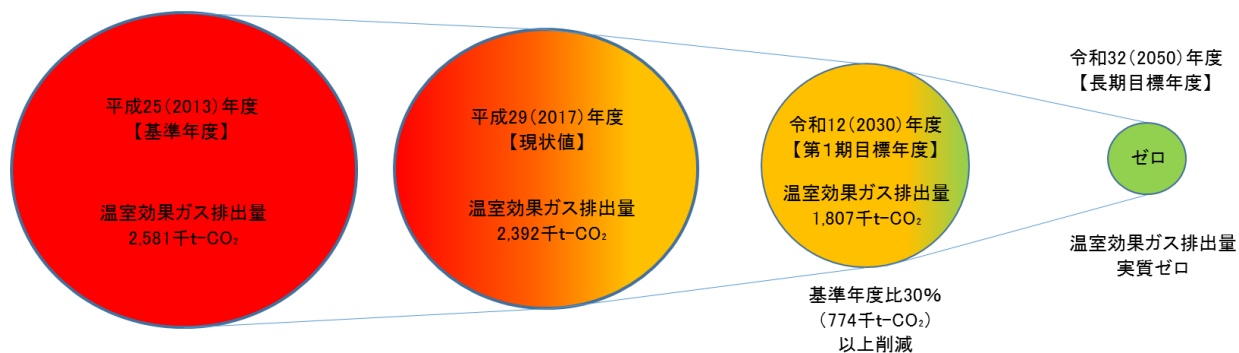 平成25(2013)年度
【基準年度】
温室効果ガス排出量
2,581千t-CO₂
平成29(2017)年度
【現状値】
温室効果ガス排出量
2,392千t-CO₂
令和12(2030)年度
【第1期目標年度】
温室効果ガス排出量
1,807千t-CO₂
基準年度比30%
(774千t-CO₂)
以上削減
令和32(2050)年度
【長期目標年度】
ゼロ
温室効果ガス排出量
実質ゼロ